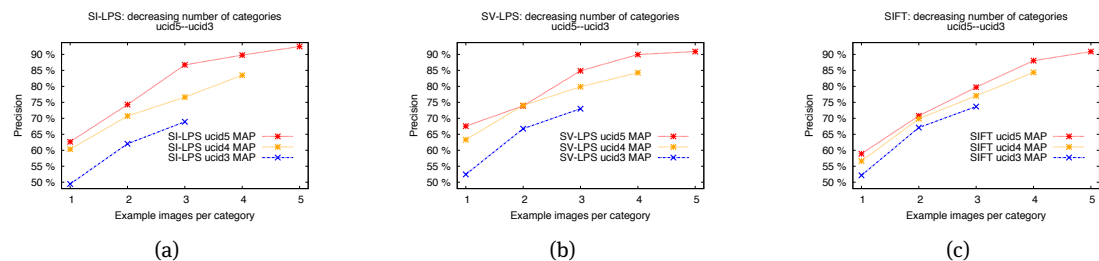 SI-LPS: decreasing number of categories
ucid5--ucid3
Precision
90 %
85 %
80 %
75 %
70 %
65 %
60 %
55 %
50 %
SI-LPS ucid5 MAP
SI-LPS ucid4 MAP
SI-LPS ucid3 MAP
1 2 3 4 5
Example images per category
(a)
SV-LPS: decreasing number of categories
ucid5--ucid3
Precision
90 %
85 %
80 %
75 %
70 %
65 %
60 %
55 %
50 %
SV-LPS ucid5 MAP
SV-LPS ucid4 MAP
SV-LPS ucid3 MAP
1 2 3 4 5
Example images per category
(b)
SIFT: decreasing number of categories
ucid5--ucid3
Precision
90 %
85 %
80 %
75 %
70 %
65 %
60 %
55 %
50 %
SIFT ucid5 MAP
SIFT ucid4 MAP
SIFT ucid3 MAP
1 2 3 4 5
Example images per category
(c)